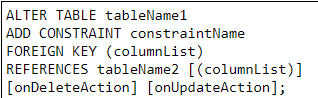 ALTER TABLE tableName1
ADD CONSTRAINT constraintName
FOREIGN KEY (columnList)
REFERENCES tableName2 [(columnList)]
[onDeleteAction] [onUpdateAction];